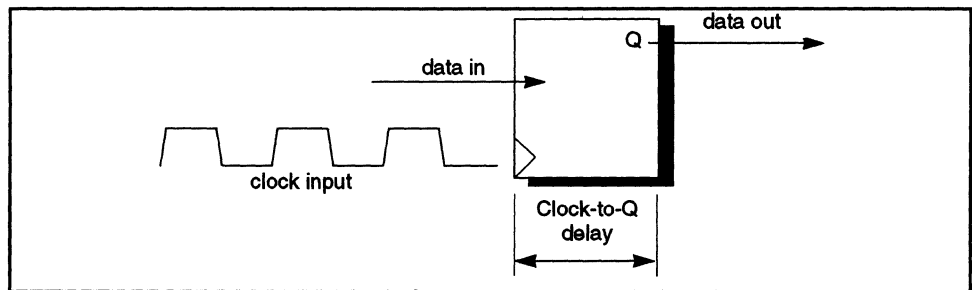 data out
Q
data in
clock input
Clock-to-Q
delay